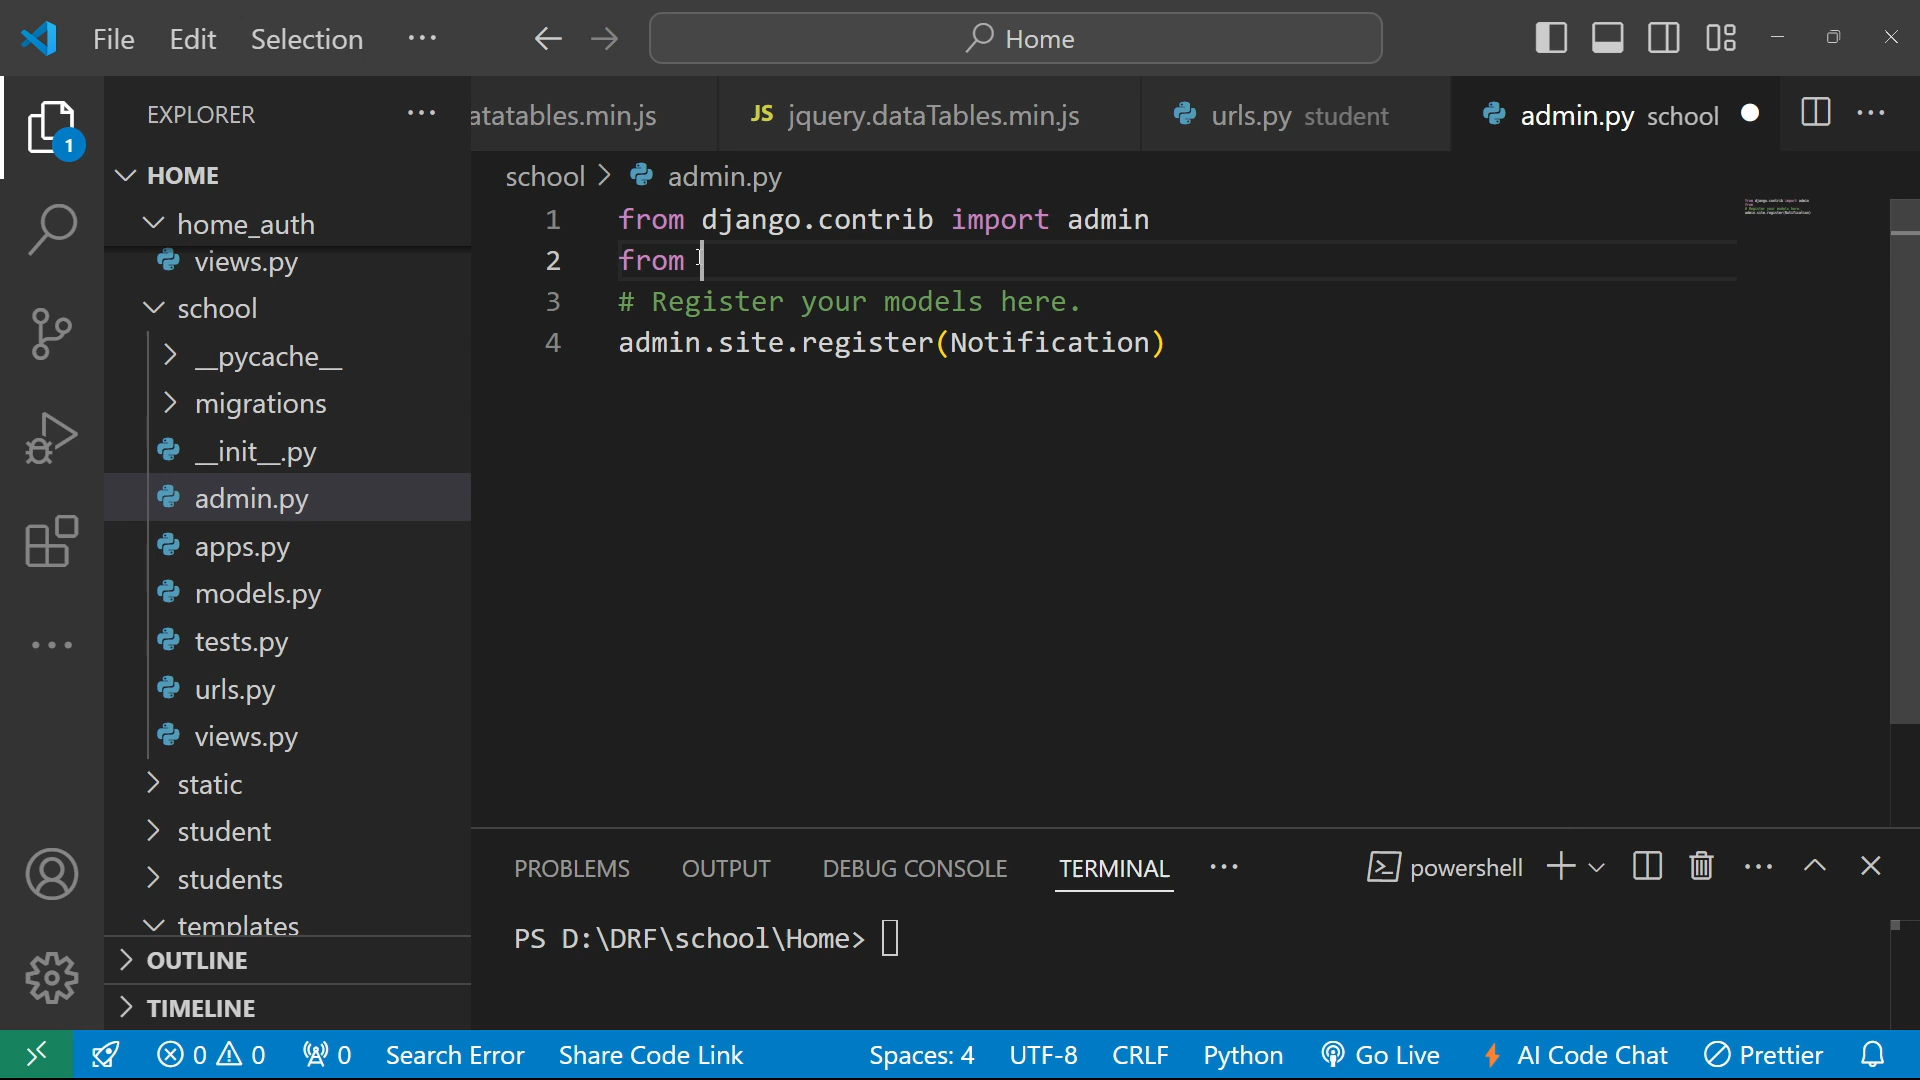 File Edit Selection ··· Home
EXPLORER ···
HOME
home_auth
views.py
school
__pycache__
migrations
__init__.py
admin.py
apps.py
models.py
tests.py
urls.py
views.py
static
student
students
templates
OUTLINE
TIMELINE
1
atatables.min.js JS jquery.dataTables.min.js urls.py student admin.py school ···
school > admin.py
1 from django.contrib import admin
2 from
3 # Register your models here.
4 admin.site.register(Notification)
PROBLEMS OUTPUT DEBUG CONSOLE TERMINAL ··· powershell ···
PS D:\DRF\school\Home>
0 0 0 Search Error Share Code Link Spaces: 4 UTF-8 CRLF Python Go Live AI Code Chat Prettier